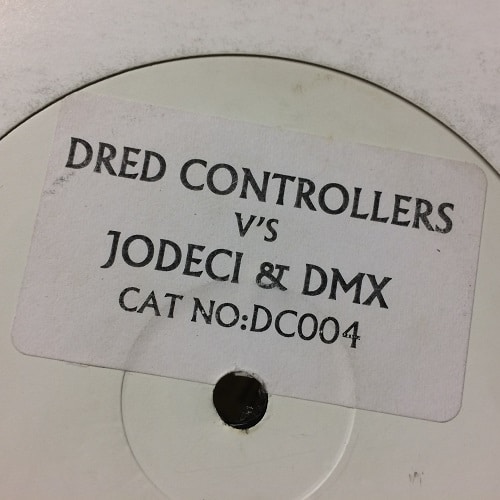 DRED CONTROLLERS
V'S
JODECI & DMX
CAT NO:DC004